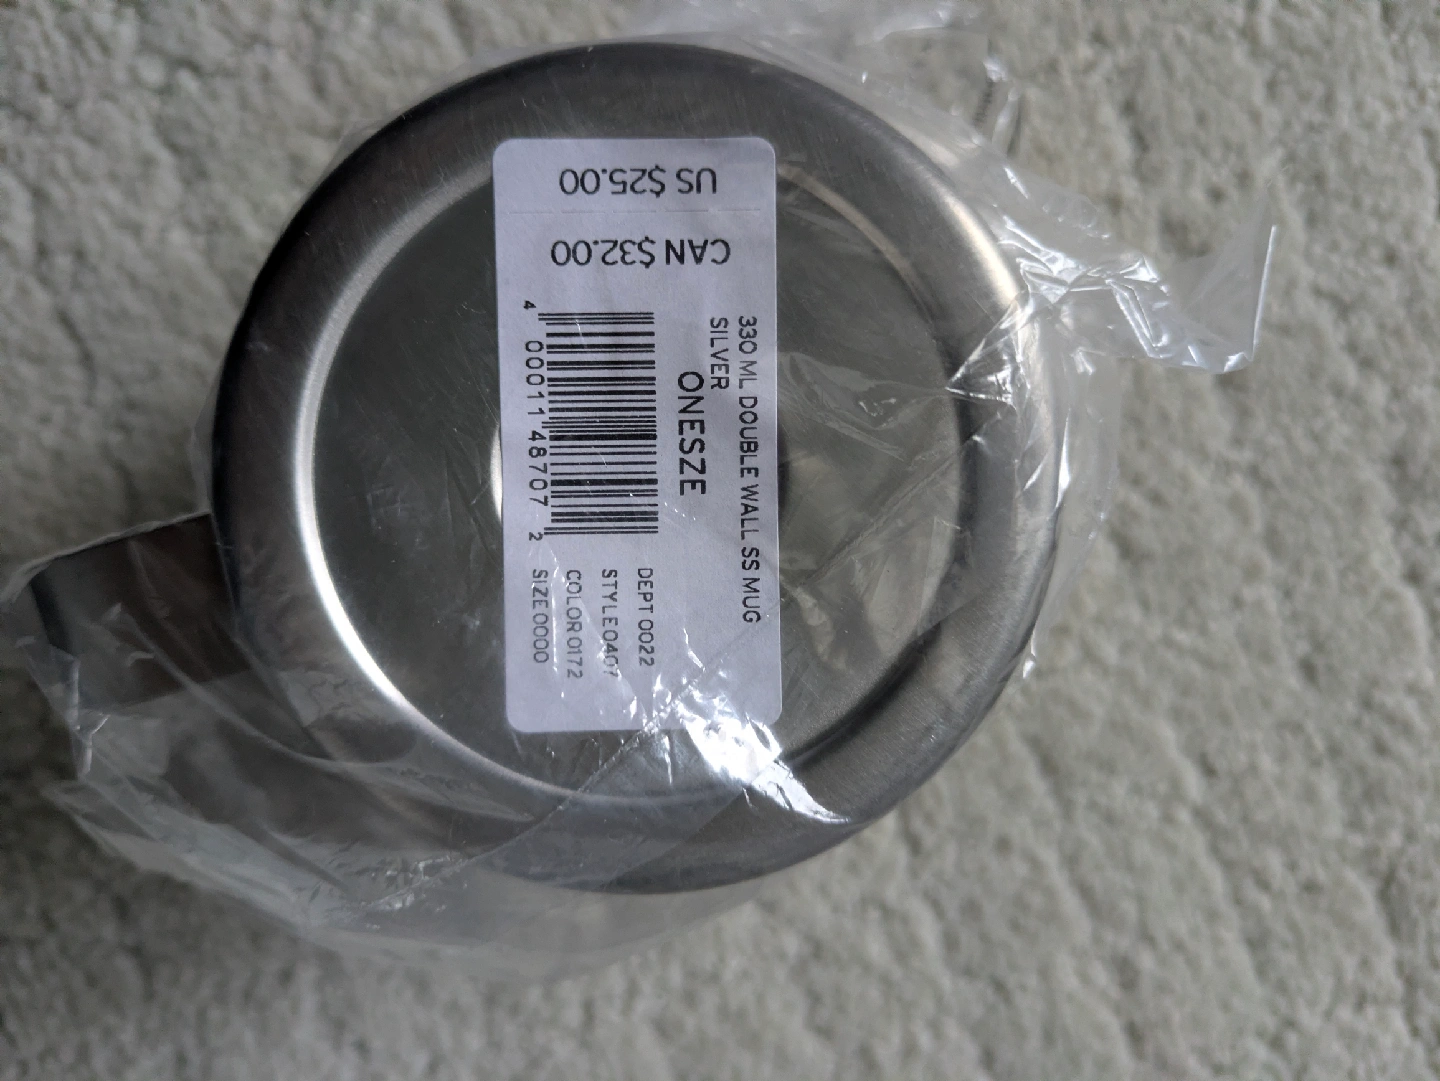 330 ML DOUBLE WALL SS MUG
SILVER
ONESZE
4 00011 48707 2
DEPT 0022
STYLE 0407
COLOR 0172
SIZE 0000
CAN $32.00
US $25.00